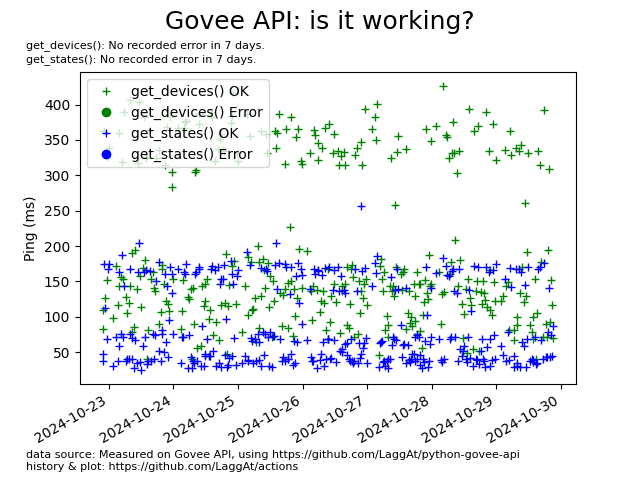 Govee API: is it working?
get_devices(): No recorded error in 7 days.
get_states(): No recorded error in 7 days.
get_devices() OK
get_devices() Error
get_states() OK
get_states() Error
Ping (ms)
400
350
300
250
200
150
100
50
2024-10-23
2024-10-24
2024-10-25
2024-10-26
2024-10-27
2024-10-28
2024-10-29
2024-10-30
data source: Measured on Govee API, using https://github.com/LaggAt/python-govee-api
history & plot: https://github.com/LaggAt/actions